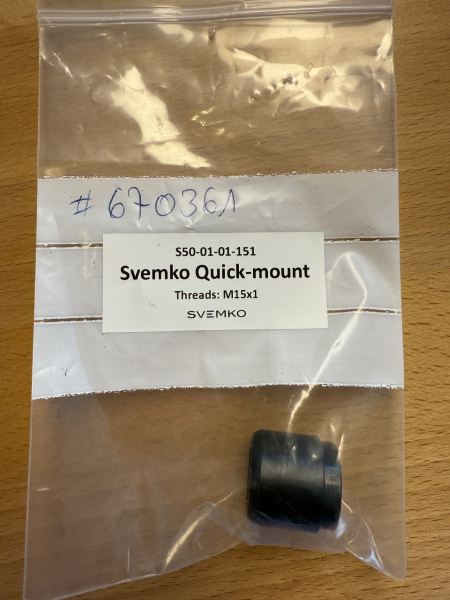 # 670361
S50-01-01-151
Svemko Quick-mount
Threads: M15x1
SVEMKO